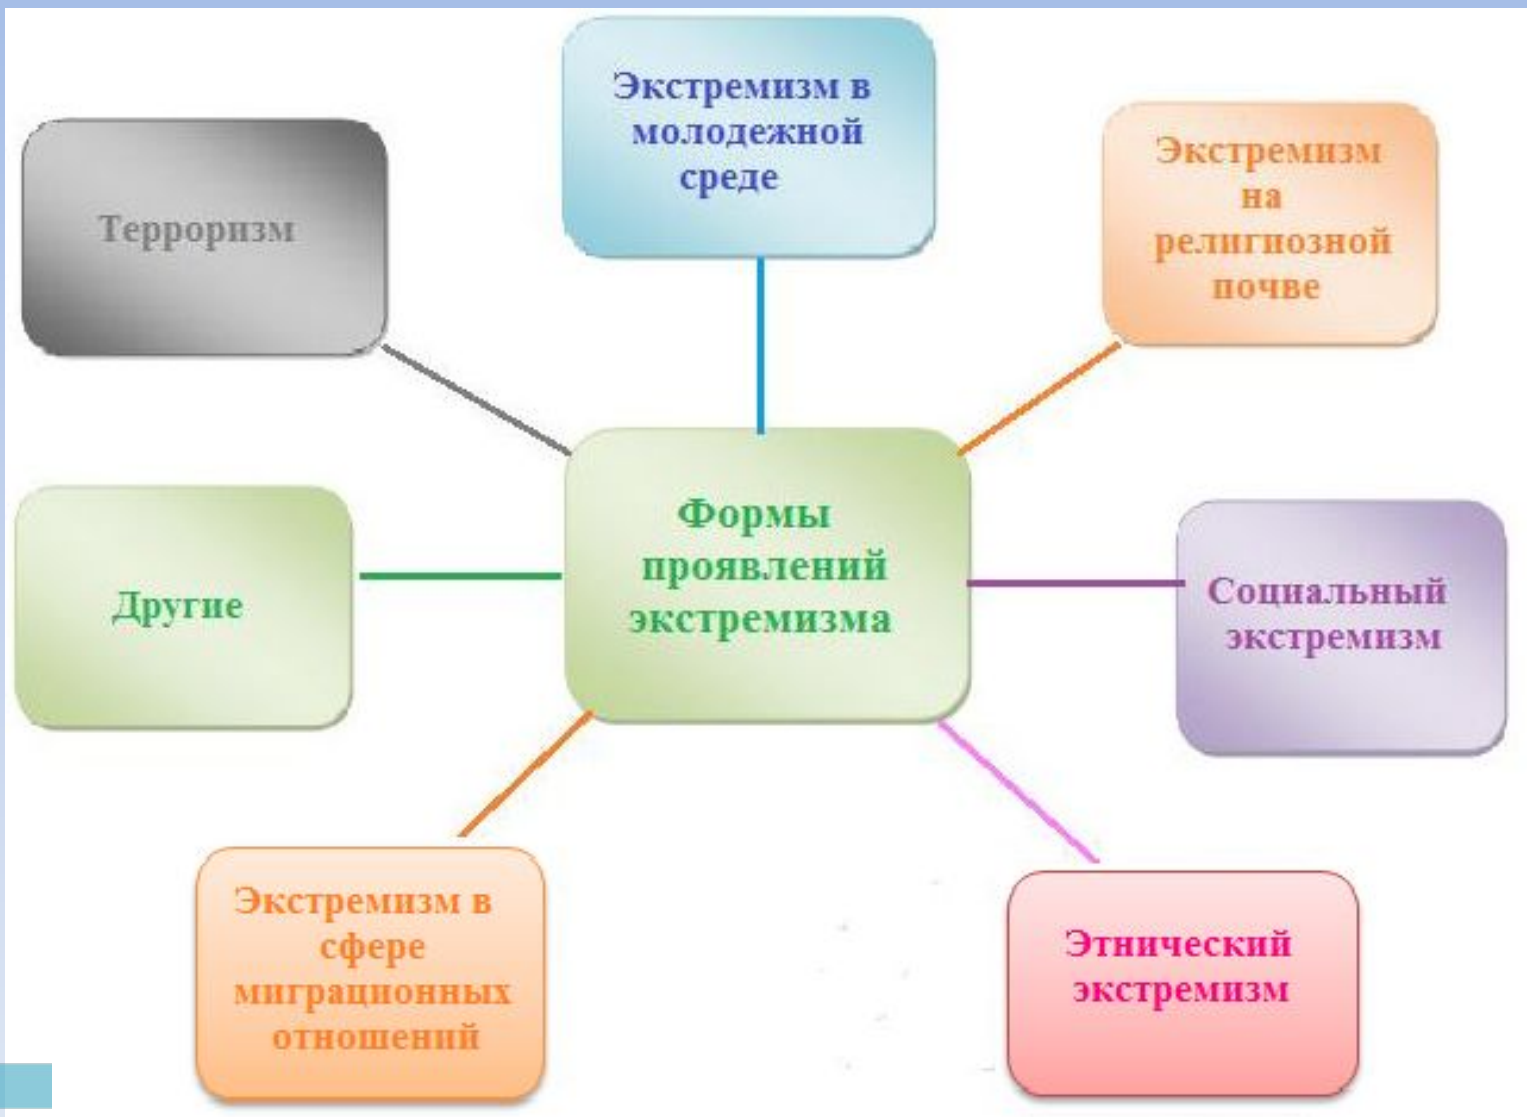 Экстремизм в
молодежной
среде
Терроризм
Экстремизм
на
религиозной
почве
Формы
проявлений
экстремизма
Другие
Социальный
экстремизм
Экстремизм в
сфере
миграционных
отношений
Этнический
экстремизм